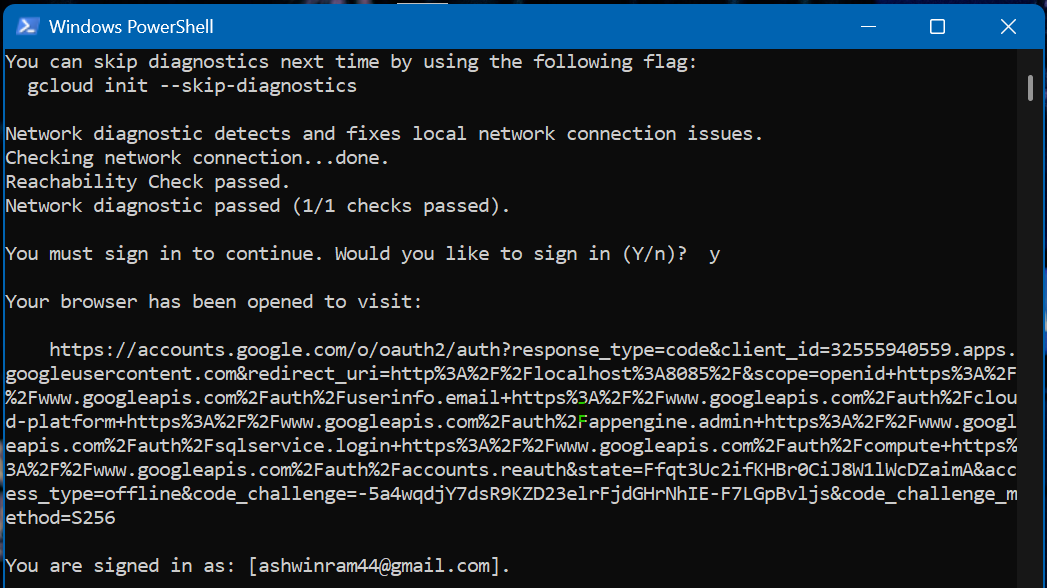 Windows PowerShell
You can skip diagnostics next time by using the following flag:
gcloud init --skip-diagnostics
Network diagnostic detects and fixes local network connection issues.
Checking network connection...done.
Reachability Check passed.
Network diagnostic passed (1/1 checks passed).
You must sign in to continue. Would you like to sign in (Y/n)?  y
Your browser has been opened to visit:
https://accounts.google.com/o/oauth2/auth?response_type=code&client_id=32555940559.apps.
googleusercontent.com&redirect_uri=http%3A%2F%2Flocalhost%3A8085%2F&scope=openid+https%3A%2F
%2Fwww.googleapis.com%2Fauth%2Fuserinfo.email+https%3A%2F%2Fwww.googleapis.com%2Fauth%2Fclou
d-platform+https%3A%2F%2Fwww.googleapis.com%2Fauth%2Fappengine.admin+https%3A%2F%2Fwww.googl
eapis.com%2Fauth%2Fsqlservice.login+https%3A%2F%2Fwww.googleapis.com%2Fauth%2Fcompute+https%
3A%2F%2Fwww.googleapis.com%2Fauth%2Faccounts.reauth&state=Ffqt3Uc2ifKHBr0CiJ8W1lWcDZaimA&acc
ess_type=offline&code_challenge=-5a4wqdjY7dsR9KZD23elrFjdGHrNhIE-F7LGpBvljs&code_challenge_m
ethod=S256
You are signed in as: [ashwinram44@gmail.com].